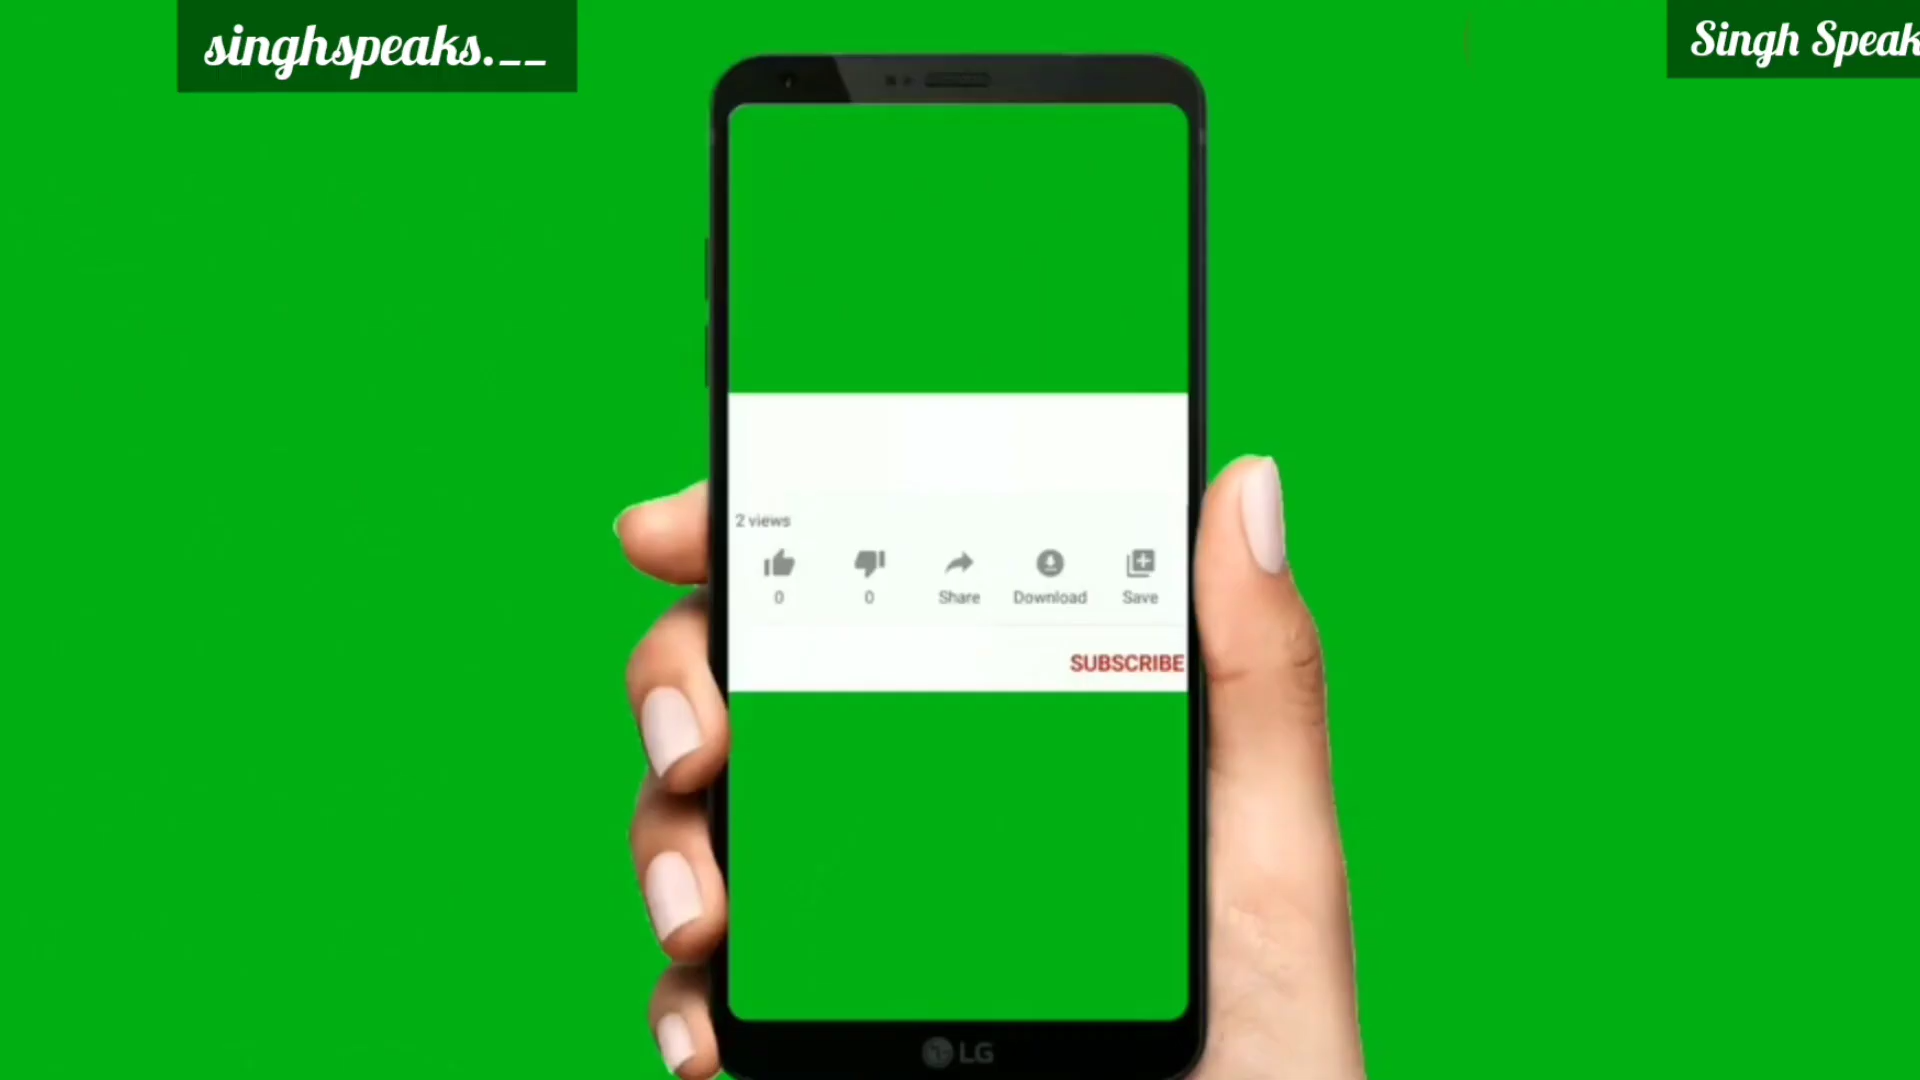 singhspeaks.__
Singh Speak
2 views
0 0 Share Download Save
SUBSCRIBE
LG